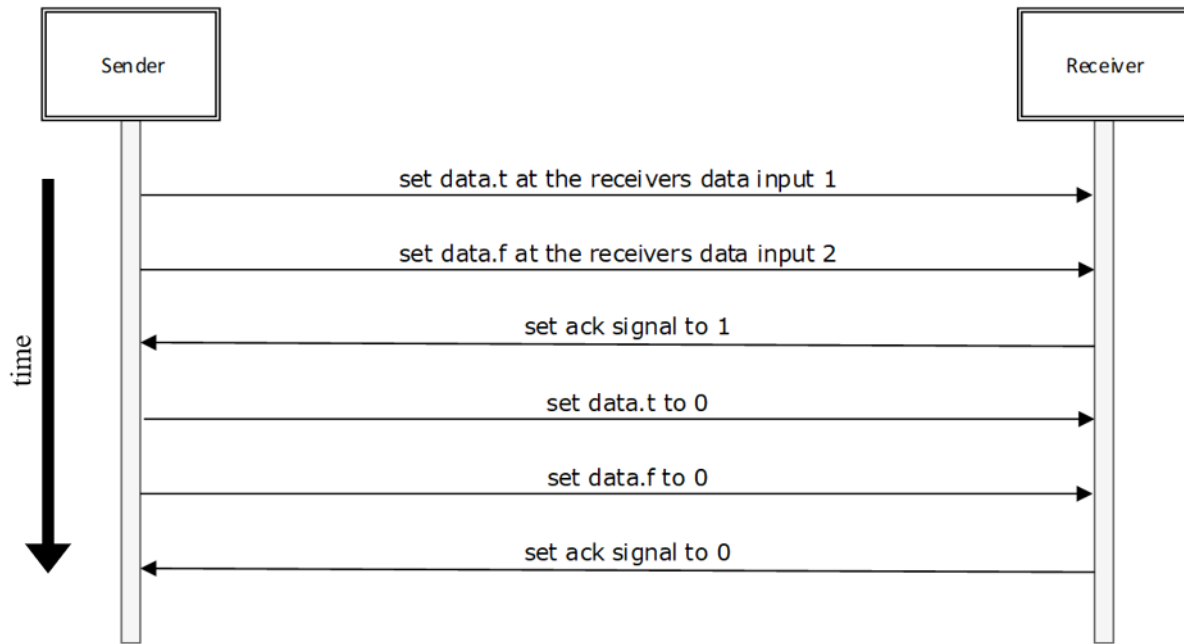 Sender
Receiver
set data.t at the receivers data input 1
set data.f at the receivers data input 2
set ack signal to 1
time
set data.t to 0
set data.f to 0
set ack signal to 0